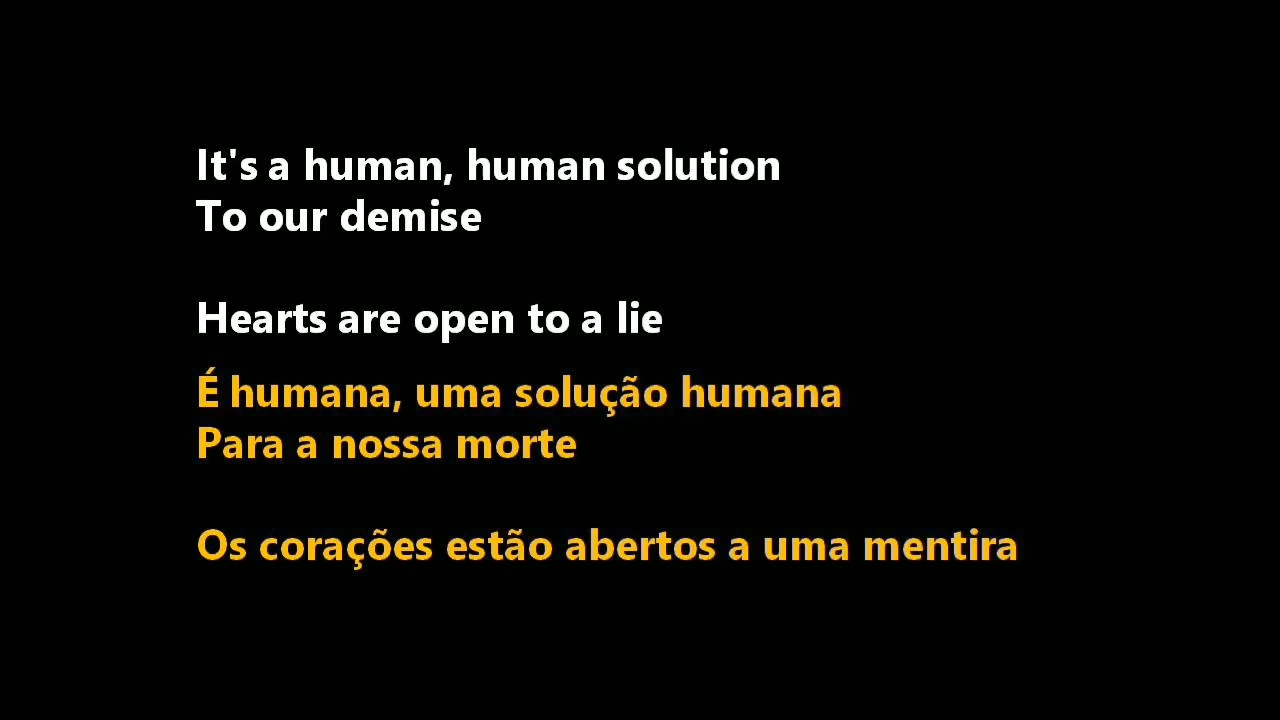 It's a human, human solution
To our demise
Hearts are open to a lie
É humana, uma solução humana
Para a nossa morte
Os corações estão abertos a uma mentira